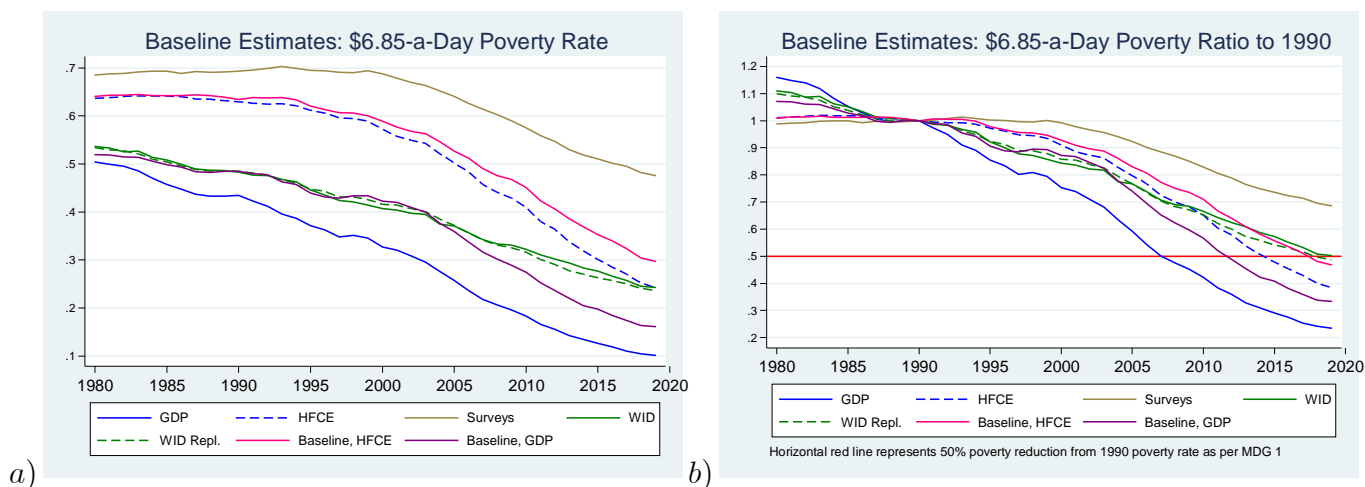 Baseline Estimates: $6.85-a-Day Poverty Rate
.7
.6
.5
.4
.3
.2
.1
1980 1985 1990 1995 2000 2005 2010 2015 2020
GDP HFCE Surveys WID
WID Repl. Baseline, HFCE Baseline, GDP
a)
Baseline Estimates: $6.85-a-Day Poverty Ratio to 1990
1.2
1.1
1
.9
.8
.7
.6
.5
.4
.3
.2
1980 1985 1990 1995 2000 2005 2010 2015 2020
GDP HFCE Surveys WID
WID Repl. Baseline, HFCE Baseline, GDP
Horizontal red line represents 50% poverty reduction from 1990 poverty rate as per MDG 1
b)